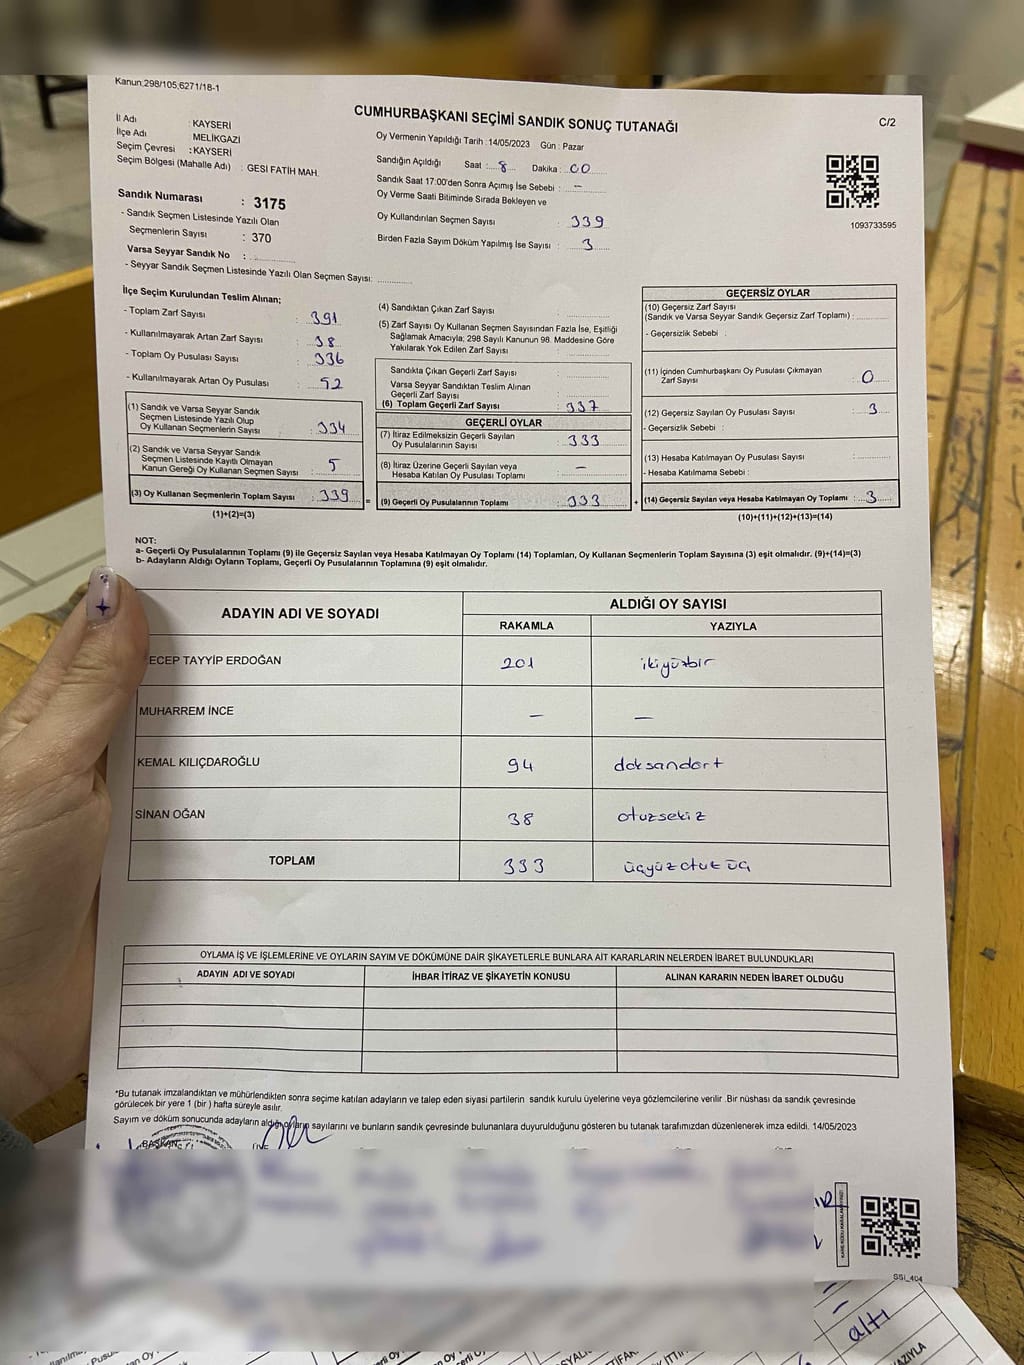 Kanun.298/105,6271/18-1
CUMHURBAŞKANI SEÇİMİ SANDIK SONUÇ TUTANAĞI
C/2
İl Adı : KAYSERİ
İlçe Adı : MELİKGAZİ
Seçim Çevresi : KAYSERİ
Seçim Bölgesi (Mahalle Adı) : GESI FATİH MAH.
Oy Vermenin Yapıldığı Tarih : 14/05/2023 Gün : Pazar
Sandığın Açıldığı Saat : 8 Dakika : 00
Sandık Saat 17:00'den Sonra Açımış İse Sebebi : –
Oy Verme Saati Bitiminde Sırada Bekleyen ve
Oy Kullandırılan Seçmen Sayısı : 339
Birden Fazla Sayım Döküm Yapılmış İse Sayısı : 3
1093733595
Sandık Numarası : 3175
- Sandık Seçmen Listesinde Yazılı Olan
Seçmenlerin Sayısı : 370
Varsa Seyyar Sandık No :
- Seyyar Sandık Seçmen Listesinde Yazılı Olan Seçmen Sayısı:
İlçe Seçim Kurulundan Teslim Alınan;
- Toplam Zarf Sayısı : 391
- Kullanılmayarak Artan Zarf Sayısı : 38
- Toplam Oy Pusulası Sayısı : 336
- Kullanılmayarak Artan Oy Pusulası : 52
(1) Sandık ve Varsa Seyyar Sandık
Seçmen Listesinde Yazılı Olup
Oy Kullanan Seçmenlerin Sayısı : 334
(2) Sandık ve Varsa Seyyar Sandık
Seçmen Listesinde Kayıtlı Olmayan
Kanun Gereği Oy Kullanan Seçmen Sayısı : 5
(3) Oy Kullanan Seçmenlerin Toplam Sayısı : 339 =
(1)+(2)=(3)
(4) Sandıktan Çıkan Zarf Sayısı :
(5) Zarf Sayısı Oy Kullanan Seçmen Sayısından Fazla İse, Eşitliği
Sağlamak Amacıyla; 298 Sayılı Kanunun 98. Maddesine Göre
Yakılarak Yok Edilen Zarf Sayısı :
Sandıkta Çıkan Geçerli Zarf Sayısı :
Varsa Seyyar Sandıktan Teslim Alınan
Geçerli Zarf Sayısı :
(6) Toplam Geçerli Zarf Sayısı : 337
GEÇERLİ OYLAR
(7) İtiraz Edilmeksizin Geçerli Sayılan
Oy Pusulalarının Sayısı : 333
(8) İtiraz Üzerine Geçerli Sayılan veya
Hesaba Katılan Oy Pusulası Toplamı : –
(9) Geçerli Oy Pusulalarının Toplamı : 333 +
GEÇERSİZ OYLAR
(10) Geçersiz Zarf Sayısı
(Sandık ve Varsa Seyyar Sandık Geçersiz Zarf Toplamı) :
- Geçersizlik Sebebi :
(11) İçinden Cumhurbaşkanı Oy Pusulası Çıkmayan
Zarf Sayısı : 0
(12) Geçersiz Sayılan Oy Pusulası Sayısı : 3
- Geçersizlik Sebebi :
(13) Hesaba Katılmayan Oy Pusulası Sayısı :
- Hesaba Katılmama Sebebi :
(14) Geçersiz Sayılan veya Hesaba Katılmayan Oy Toplamı : 3
(10)+(11)+(12)+(13)=(14)
NOT:
a- Geçerli Oy Pusulalarının Toplamı (9) ile Geçersiz Sayılan veya Hesaba Katılmayan Oy Toplamı (14) Toplamları, Oy Kullanan Seçmenlerin Toplam Sayısına (3) eşit olmalıdır. (9)+(14)=(3)
b- Adayların Aldığı Oyların Toplamı, Geçerli Oy Pusulalarının Toplamına (9) eşit olmalıdır.
ADAYIN ADI VE SOYADI
ALDIĞI OY SAYISI
RAKAMLA YAZIYLA
ECEP TAYYİP ERDOĞAN 201 ikiyüzbir
MUHARREM İNCE – –
KEMAL KILIÇDAROĞLU 94 doksandört
SİNAN OĞAN 38 otuzsekiz
TOPLAM 333 üçyüzotuz üç
OYLAMA İŞ VE İŞLEMLERİNE VE OYLARIN SAYIM VE DÖKÜMÜNE DAİR ŞİKAYETLERLE BUNLARA AİT KARARLARIN NELERDEN İBARET BULUNDUKLARI
ADAYIN ADI VE SOYADI İHBAR İTİRAZ VE ŞİKAYETİN KONUSU ALINAN KARARIN NEDEN İBARET OLDUĞU
*Bu tutanak imzalandıktan ve mühürlendikten sonra seçime katılan adayların ve talep eden siyasi partilerin sandık kurulu üyelerine veya gözlemcilerine verilir .Bir nüshası da sandık çevresinde
görülecek bir yere 1 (bir ) hafta süreyle asılır.
Sayım ve döküm sonucunda adayların aldığı oyların sayılarını ve bunların sandık çevresinde bulunanlara duyurulduğunu gösteren bu tutanak tarafımızdan düzenlenerek imza edildi. 14/05/2023
BAŞKAN
SSI_404
altı
YAZIYLA